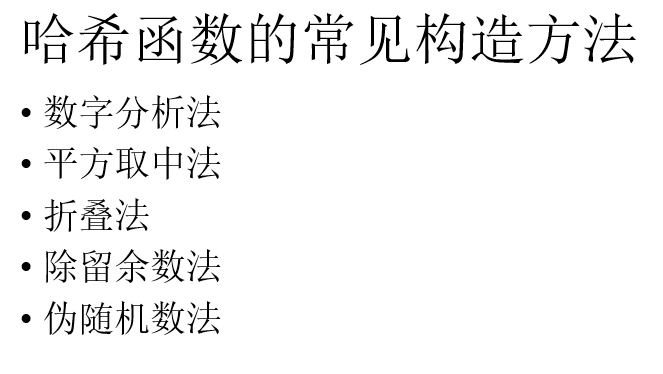 哈希函数的常见构造方法
• 数字分析法
• 平方取中法
• 折叠法
• 除留余数法
• 伪随机数法